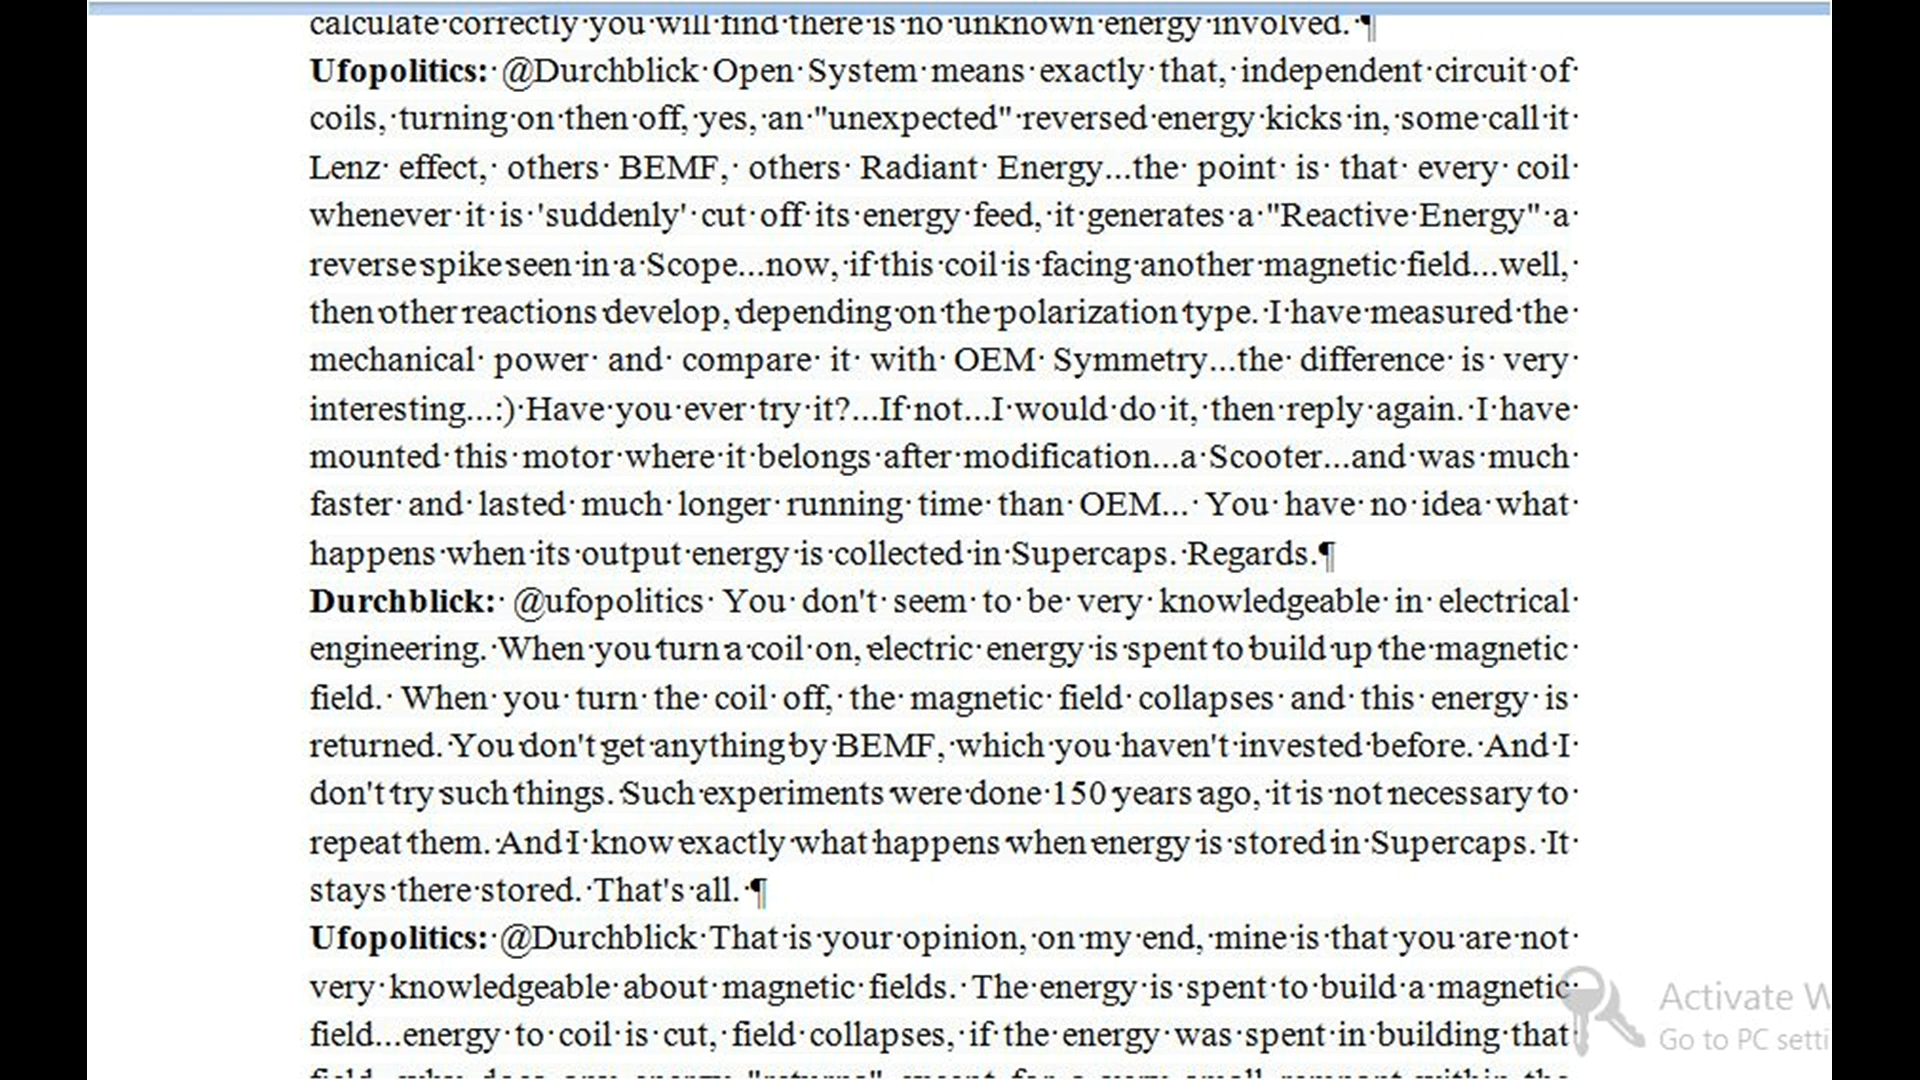 calculate correctly you will find there is no unknown energy involved. ¶
Ufopolitics: @Durchblick Open System means exactly that, independent circuit of
coils, turning on then off, yes, an "unexpected" reversed energy kicks in, some call it
Lenz effect, others BEMF, others Radiant Energy...the point is that every coil
whenever it is 'suddenly' cut off its energy feed, it generates a "Reactive Energy" a
reverse spike seen in a Scope...now, if this coil is facing another magnetic field...well,
then other reactions develop, depending on the polarization type. I have measured the
mechanical power and compare it with OEM Symmetry...the difference is very
interesting...:) Have you ever try it?...If not...I would do it, then reply again. I have
mounted this motor where it belongs after modification...a Scooter...and was much
faster and lasted much longer running time than OEM... You have no idea what
happens when its output energy is collected in Supercaps. Regards.¶
Durchblick: @ufopolitics You don't seem to be very knowledgeable in electrical
engineering. When you turn a coil on, electric energy is spent to build up the magnetic
field. When you turn the coil off, the magnetic field collapses and this energy is
returned. You don't get anything by BEMF, which you haven't invested before. And I
don't try such things. Such experiments were done 150 years ago, it is not necessary to
repeat them. And I know exactly what happens when energy is stored in Supercaps. It
stays there stored. That's all. ¶
Ufopolitics: @Durchblick That is your opinion, on my end, mine is that you are not
very knowledgeable about magnetic fields. The energy is spent to build a magnetic
field...energy to coil is cut, field collapses, if the energy was spent in building that
Activate W
Go to PC setti